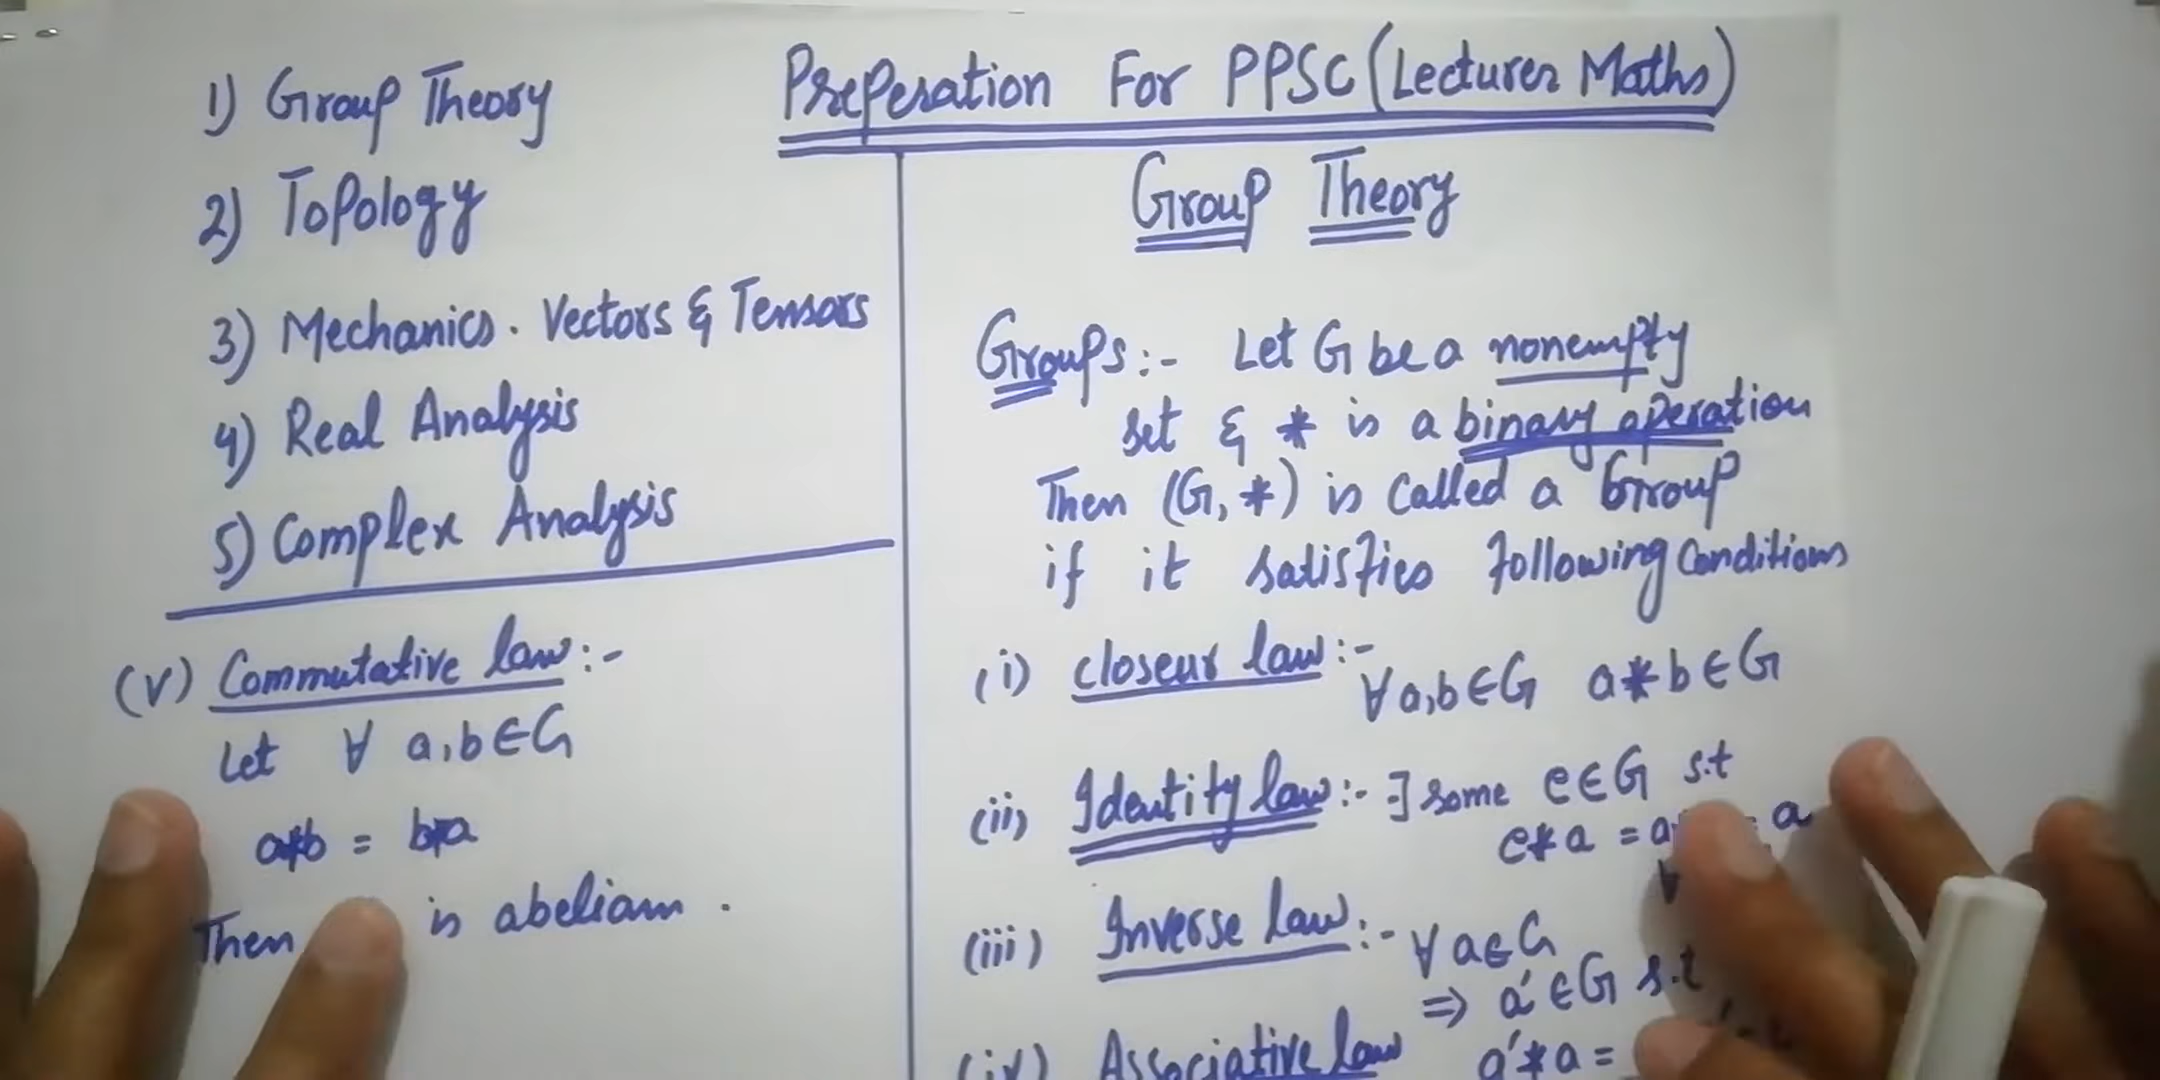 Preperation For PPSC (Lecturer Maths)
1) Group Theory
2) Topology
3) Mechanics. Vectors & Tensors
4) Real Analysis
5) Complex Analysis
(v) Commutative law:-
Let ∀ a,b∈G
a*b = b*a
Then is abeliam.
Group Theory
Groups:- Let G be a nonempty
set & * is a binary operation
Then (G,*) is called a Group
if it satisfies following conditions
(i) closeur law:- ∀ a,b∈G a*b∈G
(ii) Identity law:- ∃ some e∈G s.t
e*a = a = a
∀
(iii) Inverse law:- ∀ a∈G
⇒ a'∈G s.t
a'*a =
(iv) Associative law